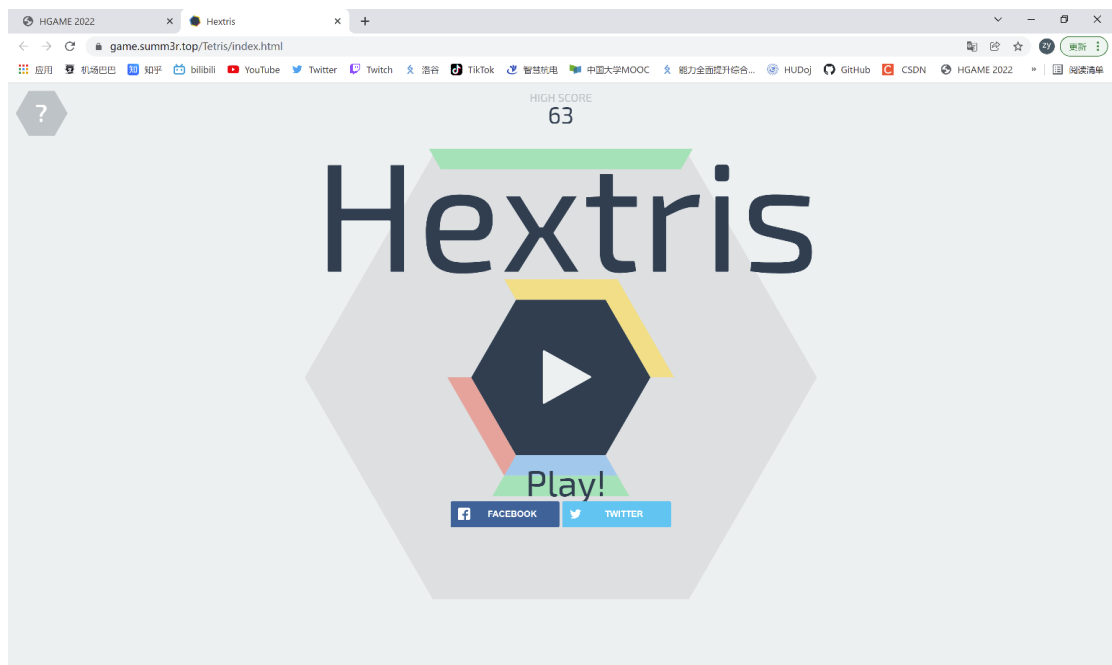 HGAME 2022
Hextris
game.summ3r.top/Tetris/index.html
zy
更新
应用
机场巴巴
知
知乎
bilibili
YouTube
Twitter
Twitch
洛谷
TikTok
智慧杭电
中国大学MOOC
能力全面提升综合...
HUDoj
GitHub
C
CSDN
HGAME 2022
»
阅读清单
?
HIGH SCORE
63
Hextris
Play!
FACEBOOK
TWITTER